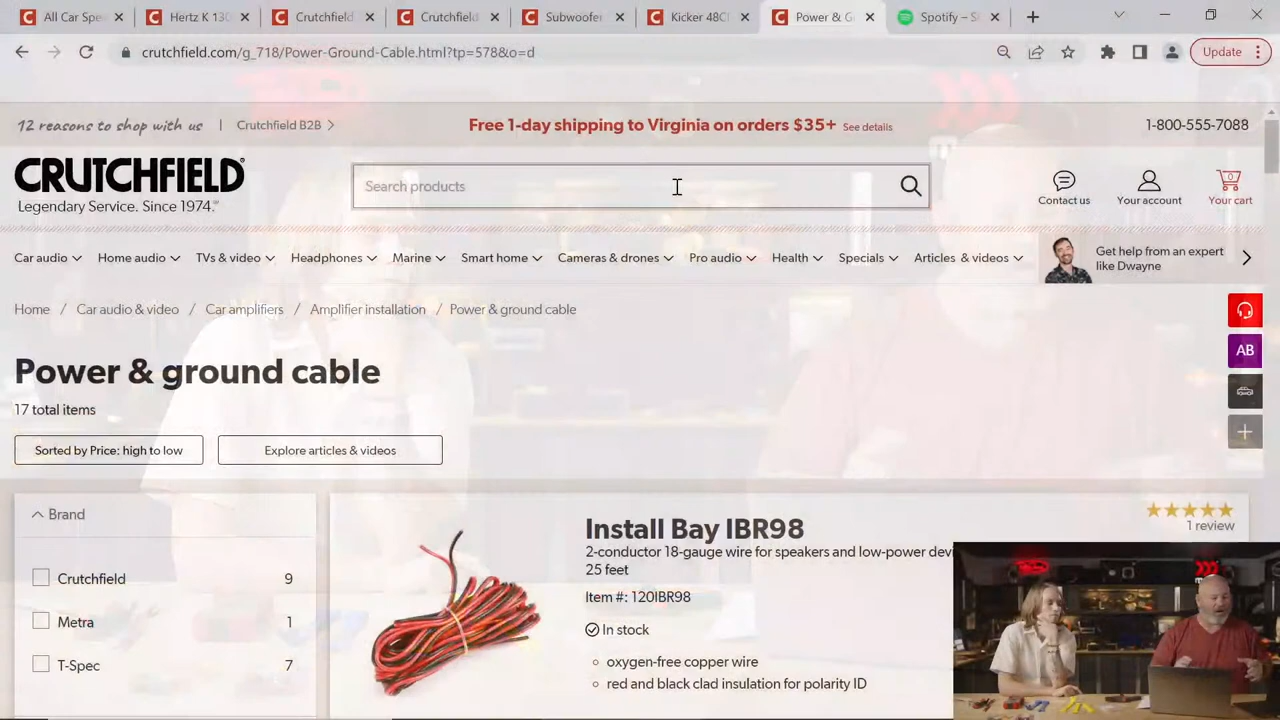 All Car Spe
Hertz K 130
Crutchfield
Crutchfield
Subwoofer
Kicker 48C
Power & G
Spotify – S
crutchfield.com/g_718/Power-Ground-Cable.html?tp=578&o=d
Update
12 reasons to shop with us | Crutchfield B2B
Free 1-day shipping to Virginia on orders $35+ See details
1-800-555-7088
CRUTCHFIELD®
Legendary Service. Since 1974.
Search products
Contact us
Your account
0
Your cart
Car audio Home audio TVs & video Headphones Marine Smart home Cameras & drones Pro audio Health Specials Articles & videos
Get help from an expert
like Dwayne
Home / Car audio & video / Car amplifiers / Amplifier installation / Power & ground cable
AB
Power & ground cable
17 total items
Sorted by Price: high to low
Explore articles & videos
Brand
Crutchfield 9
Metra 1
T-Spec 7
Install Bay IBR98
1 review
2-conductor 18-gauge wire for speakers and low-power dev
25 feet
Item #: 120IBR98
In stock
oxygen-free copper wire
red and black clad insulation for polarity ID